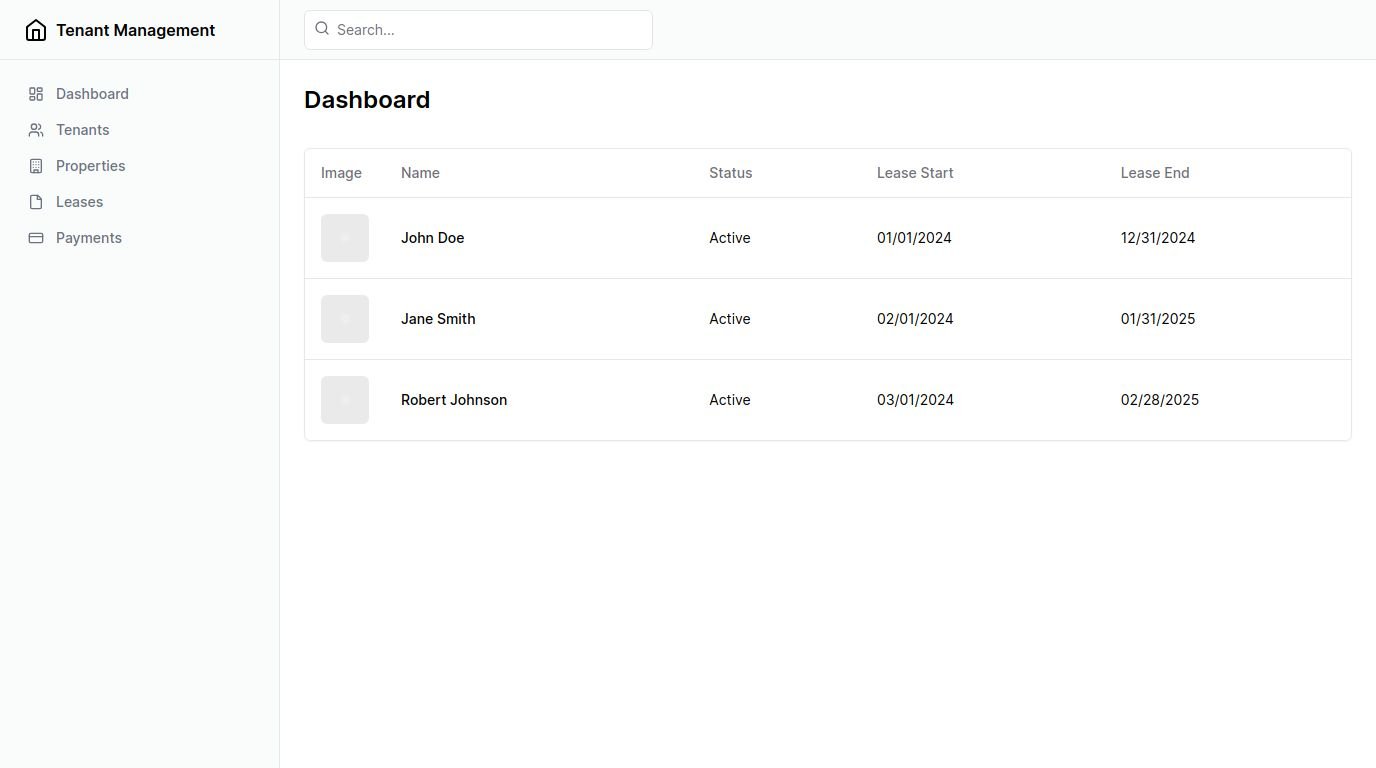 Tenant Management
Search...
Dashboard
Tenants
Properties
Leases
Payments
Dashboard
Image Name Status Lease Start Lease End
John Doe Active 01/01/2024 12/31/2024
Jane Smith Active 02/01/2024 01/31/2025
Robert Johnson Active 03/01/2024 02/28/2025